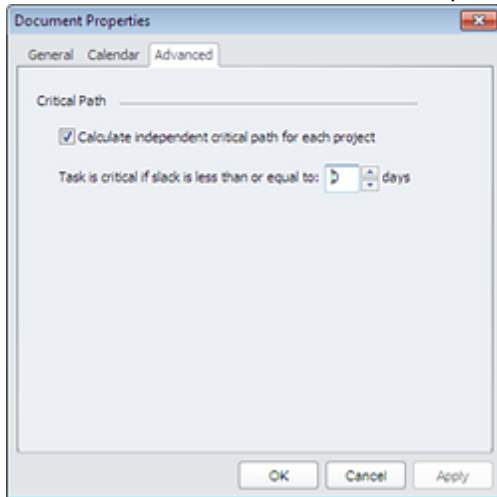 Document Properties
General Calendar Advanced
Critical Path
Calculate independent critical path for each project
Task is critical if slack is less than or equal to: days
OK Cancel Apply